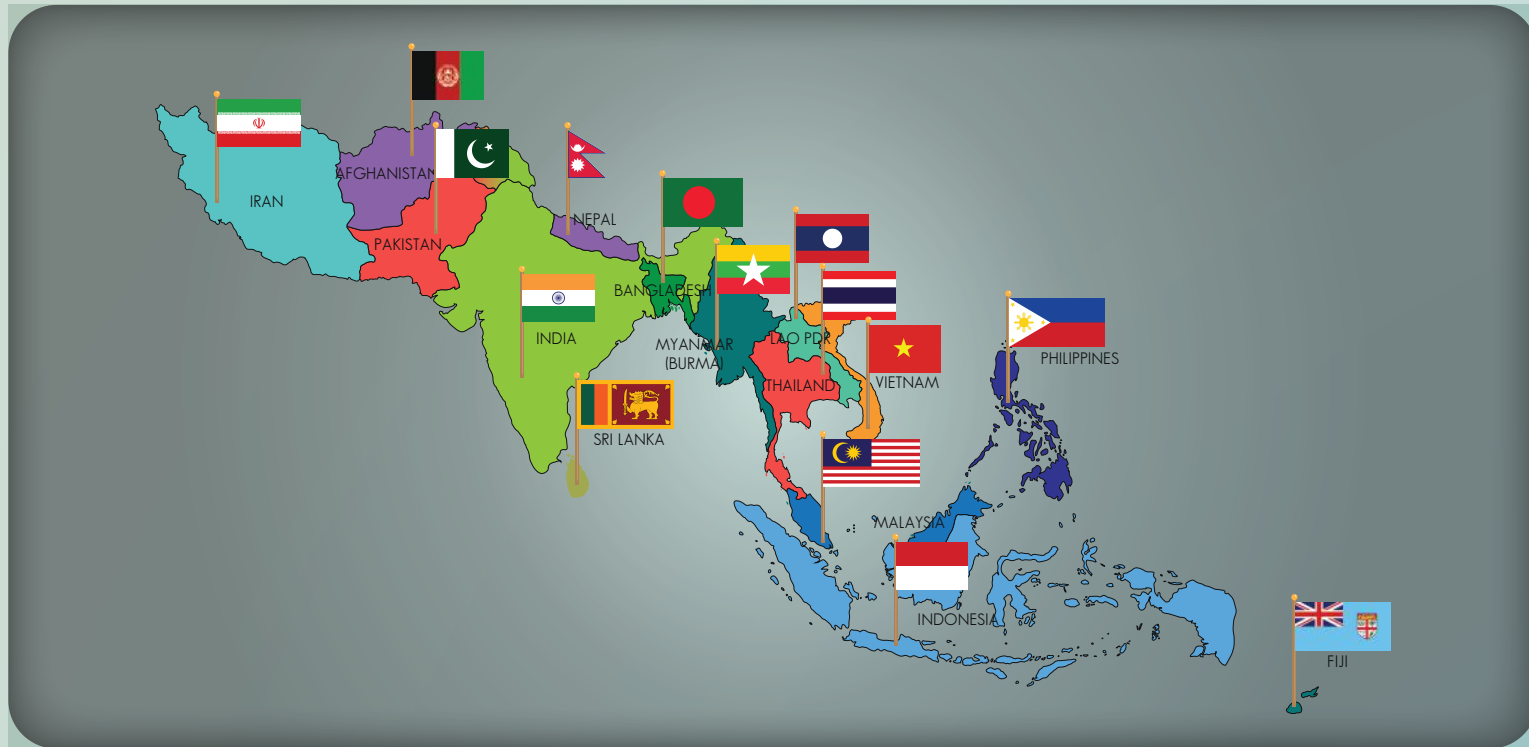 AFGHANISTAN
IRAN
NEPAL
PAKISTAN
BANGLADESH
INDIA
MYANMAR
(BURMA)
LAO PDR
PHILIPPINES
THAILAND
VIETNAM
SRI LANKA
MALAYSIA
INDONESIA
FIJI